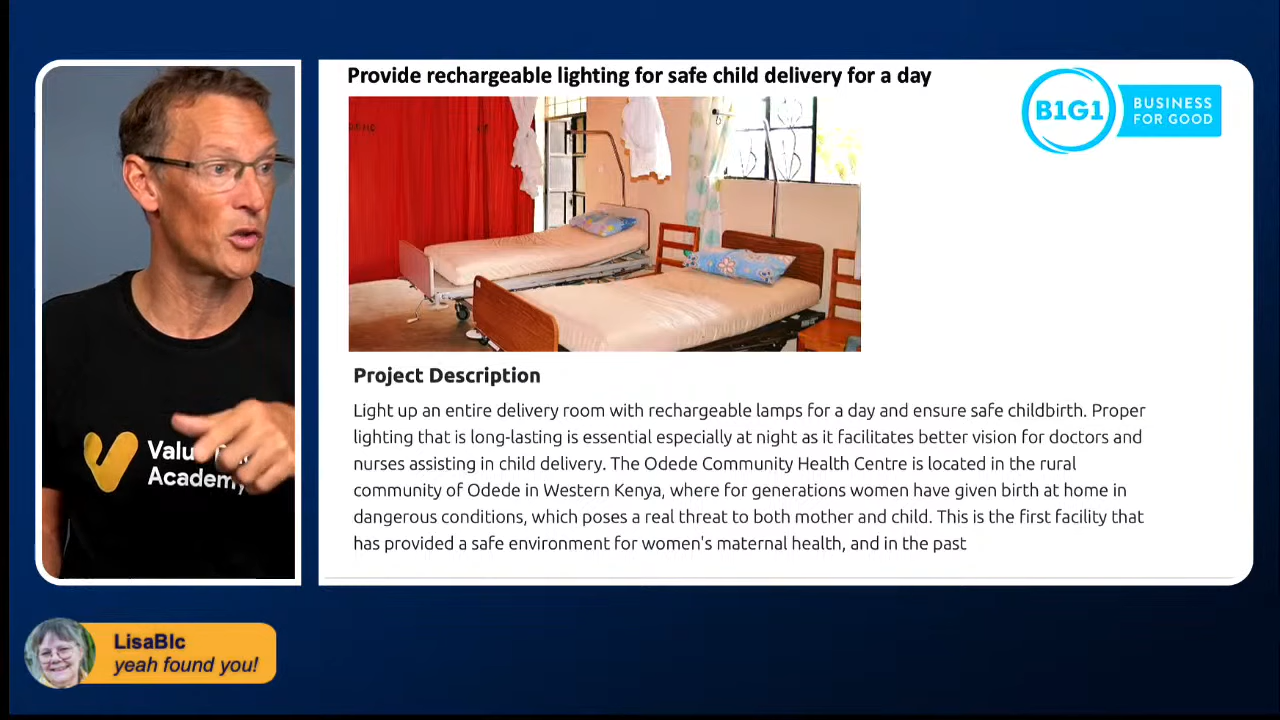 Provide rechargeable lighting for safe child delivery for a day
B1G1
BUSINESS
FOR GOOD
Academy
Project Description
Light up an entire delivery room with rechargeable lamps for a day and ensure safe childbirth. Proper
lighting that is long-lasting is essential especially at night as it facilitates better vision for doctors and
nurses assisting in child delivery. The Odede Community Health Centre is located in the rural
community of Odede in Western Kenya, where for generations women have given birth at home in
dangerous conditions, which poses a real threat to both mother and child. This is the first facility that
has provided a safe environment for women's maternal health, and in the past
LisaBlc
yeah found you!